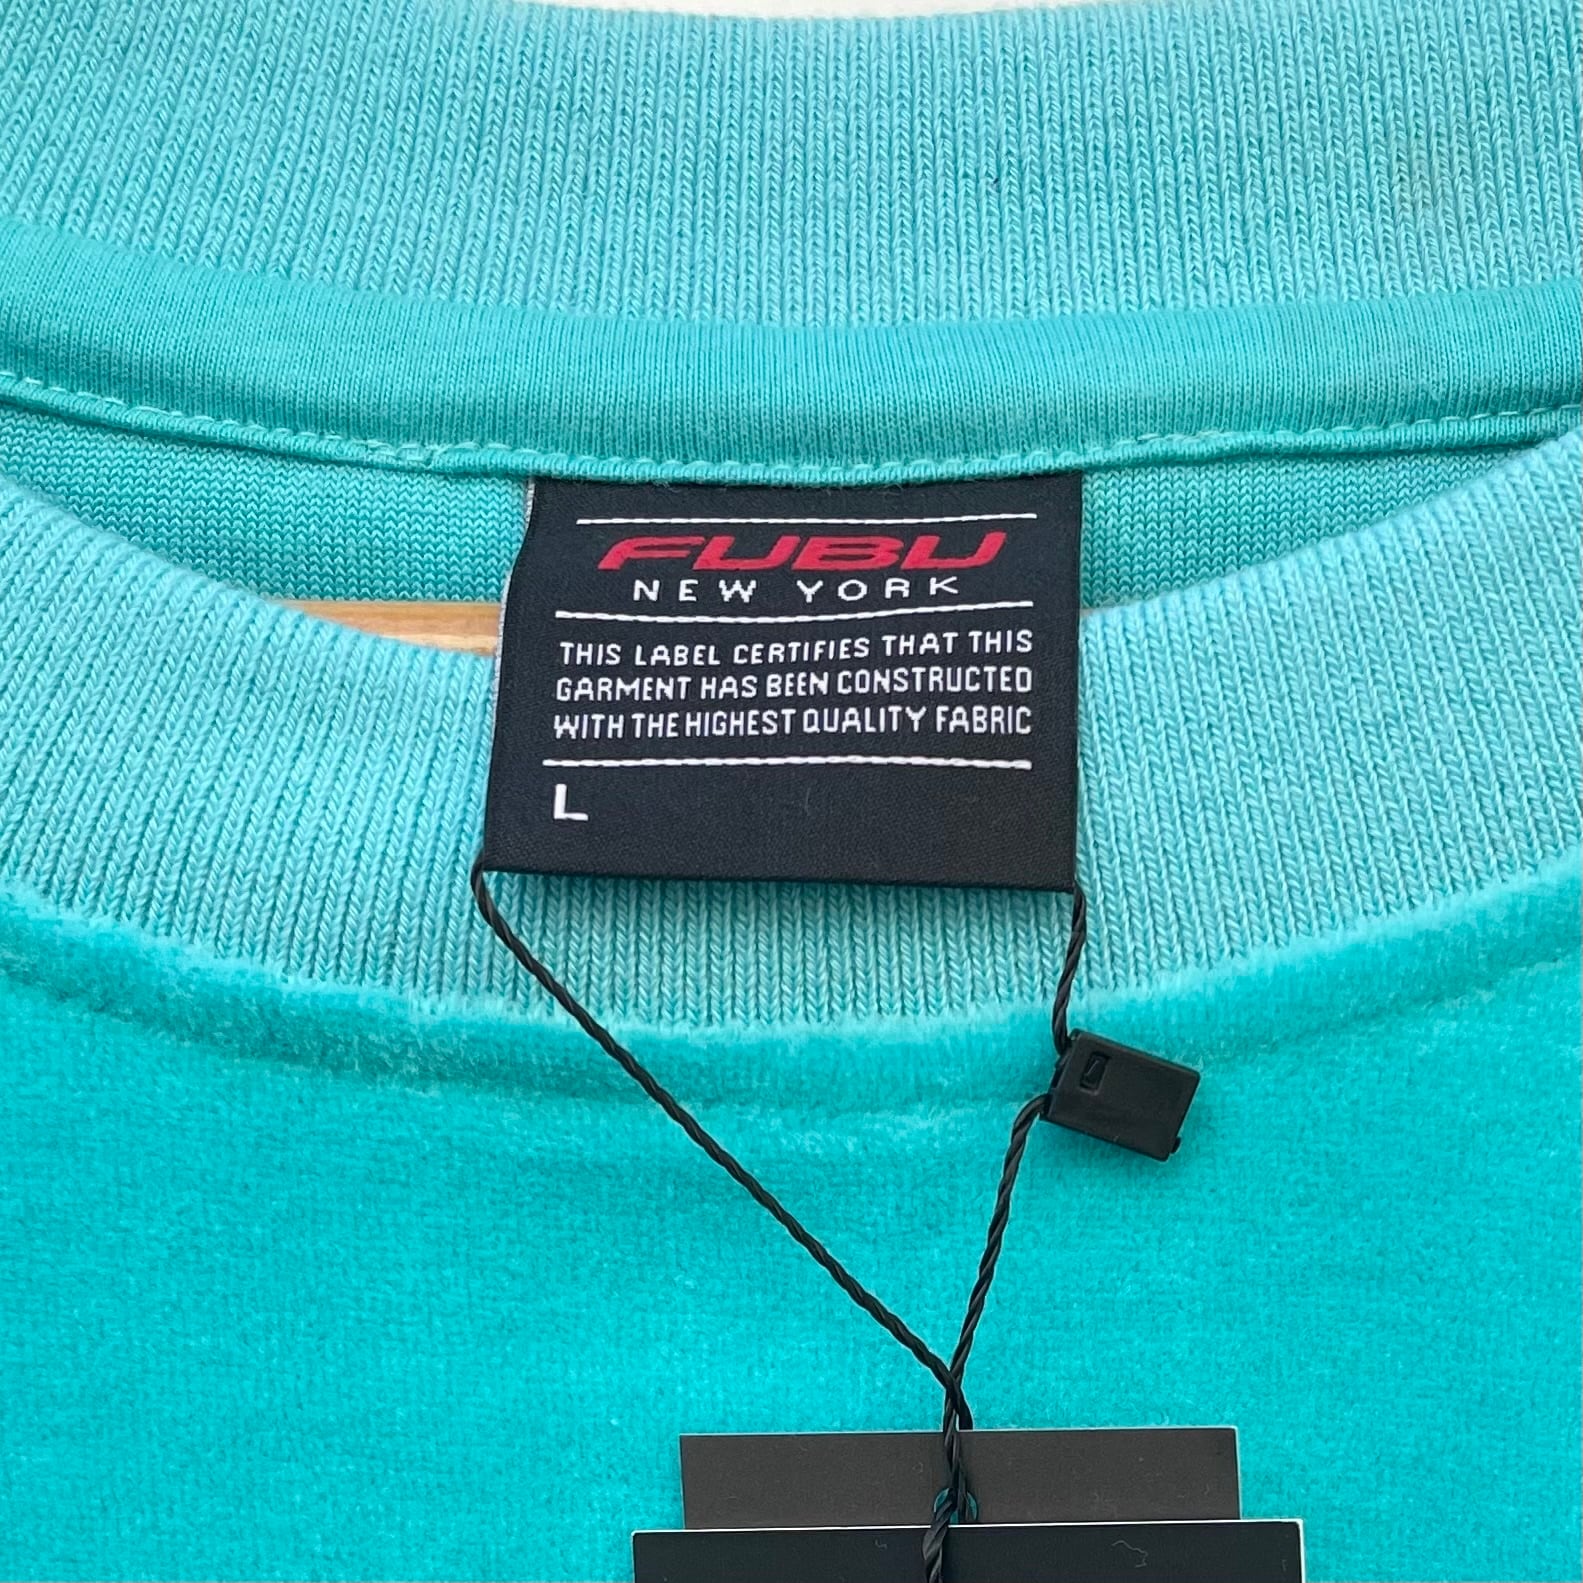 FUBU
NEW YORK
THIS LABEL CERTIFIES THAT THIS
GARMENT HAS BEEN CONSTRUCTED
WITH THE HIGHEST QUALITY FABRIC
L